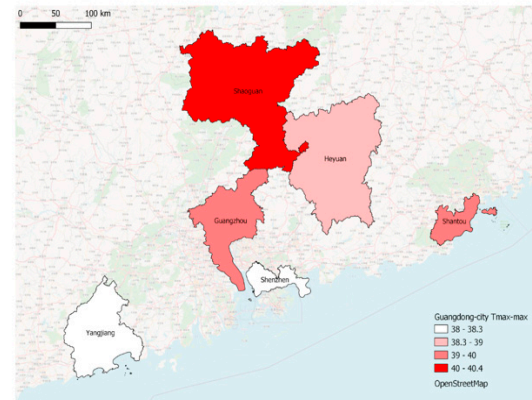 0 50 100 km
Shaoguan
Heyuan
Guangzhou
Shantou
Shenzhen
Yangjiang
Guangdong-city Tmax-max
38 - 38.3
38.3 - 39
39 - 40
40 - 40.4
OpenStreetMap